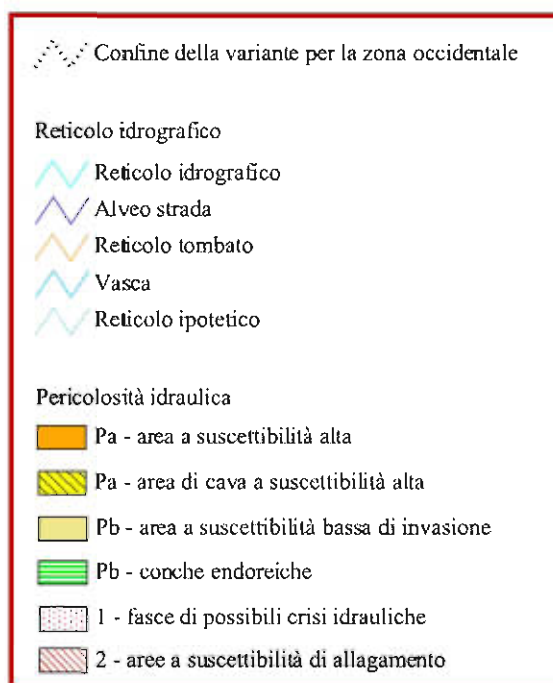 Confine della variante per la zona occidentale
Reticolo idrografico
Reticolo idrografico
Alveo strada
Reticolo tombato
Vasca
Reticolo ipotetico
Pericolosità idraulica
Pa - area a suscettibilità alta
Pa - area di cava a suscettibilità alta
Pb - area a suscettibilità bassa di invasione
Pb - conche endoreiche
1 - fasce di possibili crisi idrauliche
2 - aree a suscettibilità di allagamento